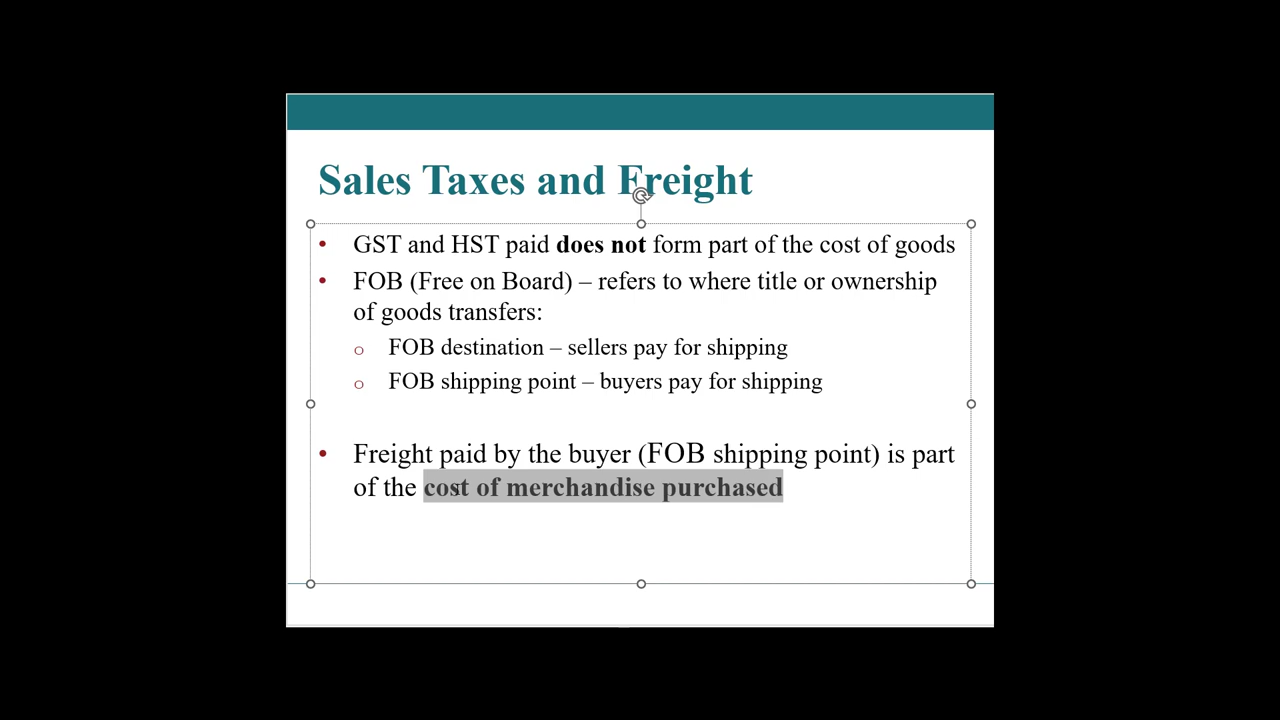 Sales Taxes and Freight
• GST and HST paid does not form part of the cost of goods
• FOB (Free on Board) – refers to where title or ownership
of goods transfers:
o FOB destination – sellers pay for shipping
o FOB shipping point – buyers pay for shipping
• Freight paid by the buyer (FOB shipping point) is part
of the cost of merchandise purchased